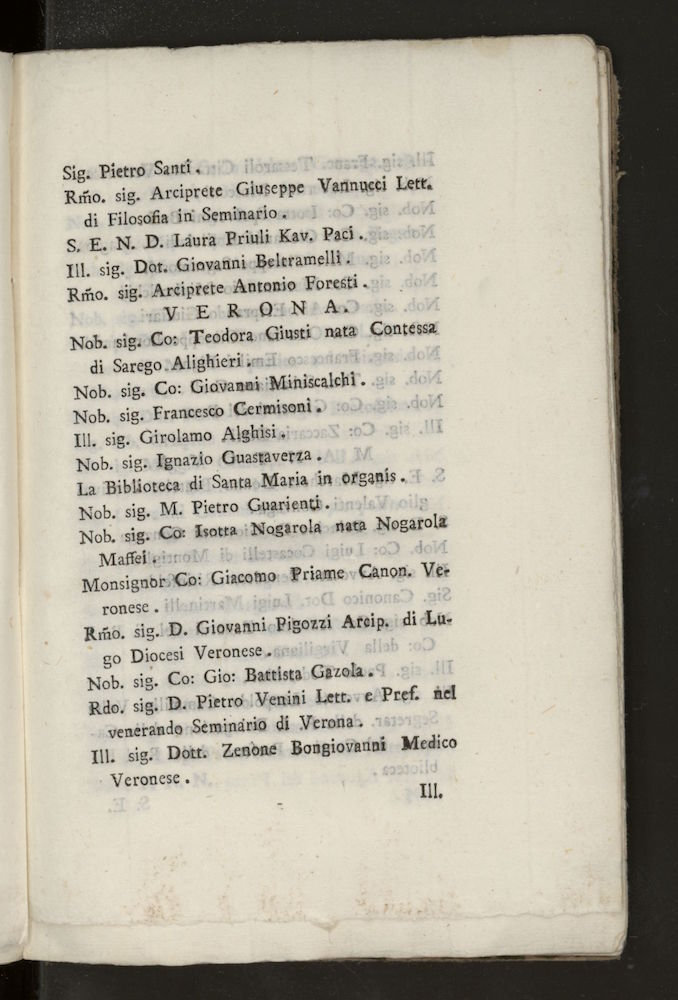 Sig. Pietro Santi.
Rm̃o. sig. Arciprete Giuseppe Vannucci Lett.
di Filosofia in Seminario.
S. E. N. D. Laura Priuli Kav. Paci.
Ill. sig. Dot. Giovanni Beltramelli.
Rm̃o. sig. Arciprete Antonio Foresti.
VERONA.
Nob. sig. Co: Teodora Giusti nata Contessa
di Sarego Alighieri.
Nob. sig. Co: Giovanni Miniscalchi.
Nob. sig. Francesco Cermisoni.
Ill. sig. Girolamo Alghisi.
Nob. sig. Ignazio Guastaverza.
La Biblioteca di Santa Maria in organis.
Nob. sig. M. Pietro Guarienti.
Nob. sig. Co: Isotta Nogarola nata Nogarola
Maffei.
Monsignor Co: Giacomo Priame Canon. Ve-
ronese.
Rm̃o. sig. D. Giovanni Pigozzi Arcip. di Lu-
go Diocesi Veronese.
Nob. sig. Co: Gio: Battista Gazola.
Rdo. sig. D. Pietro Venini Lett. e Pref. nel
venerando Seminario di Verona.
Ill. sig. Dott. Zenone Bongiovanni Medico
Veronese.
Ill.